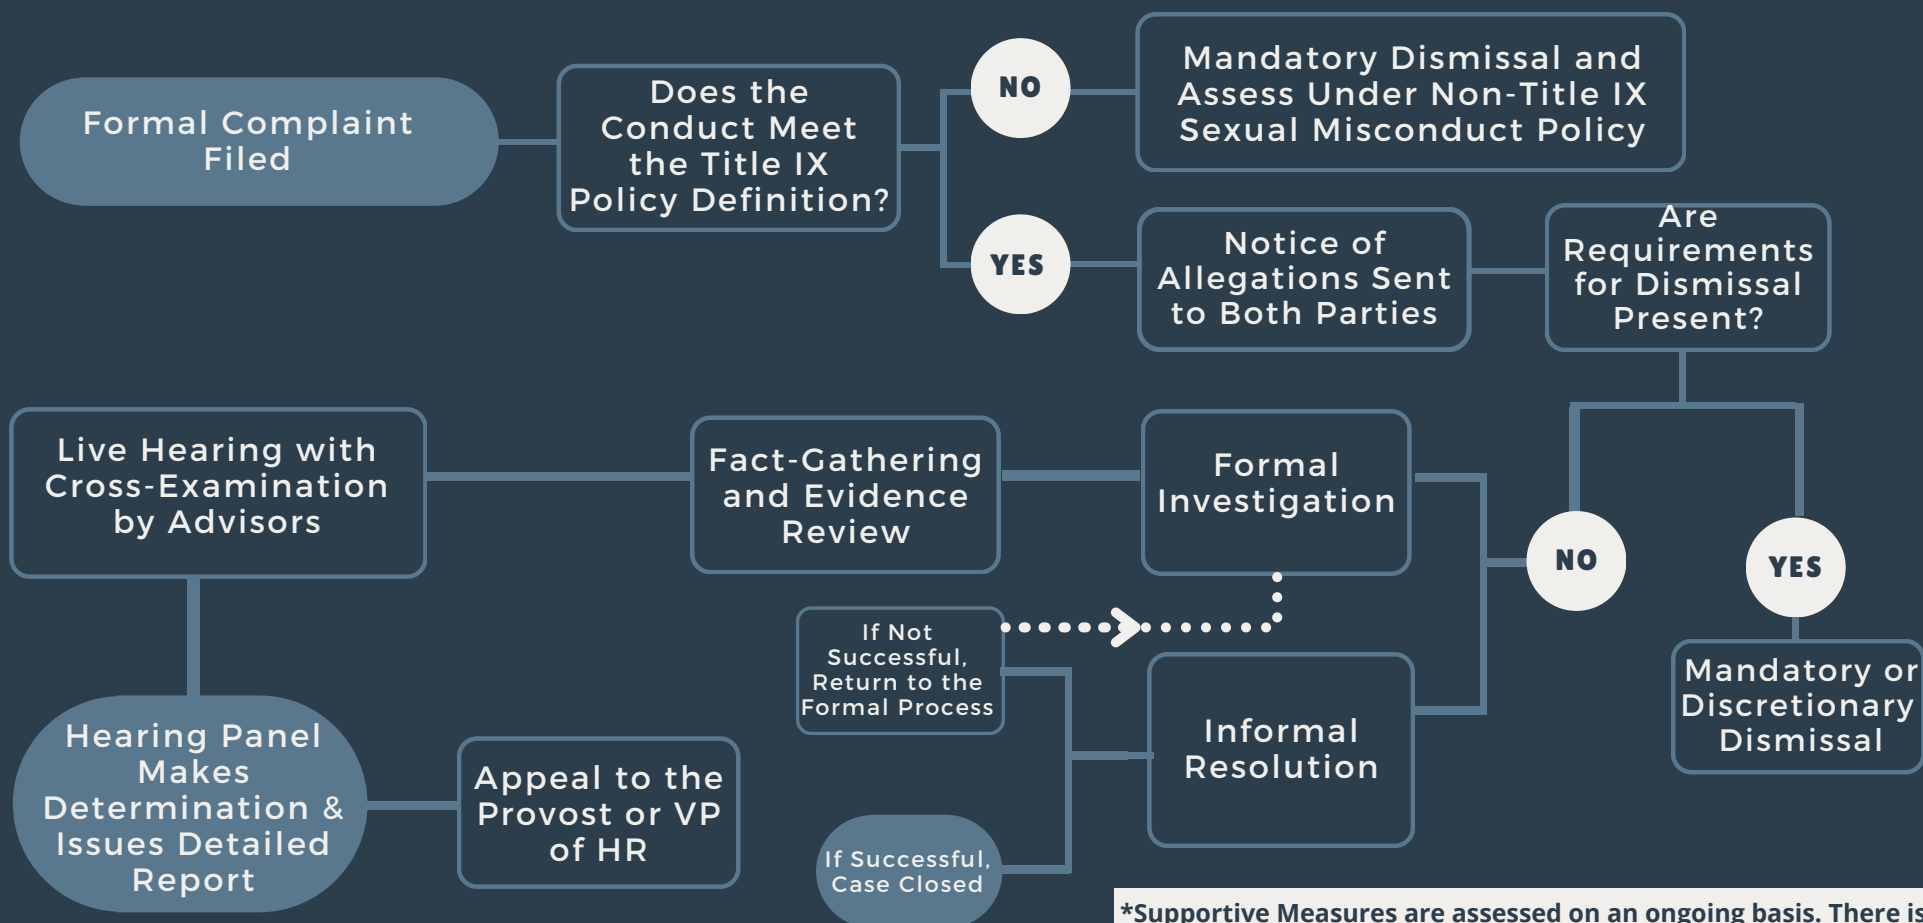 Formal Complaint
Filed
Does the
Conduct Meet
the Title IX
Policy Definition?
NO
Mandatory Dismissal and
Assess Under Non-Title IX
Sexual Misconduct Policy
YES
Notice of
Allegations Sent
to Both Parties
Are
Requirements
for Dismissal
Present?
NO
YES
Mandatory or
Discretionary
Dismissal
Formal
Investigation
Fact-Gathering
and Evidence
Review
Live Hearing with
Cross-Examination
by Advisors
Informal
Resolution
If Not
Successful,
Return to the
Formal Process
If Successful,
Case Closed
Hearing Panel
Makes
Determination &
Issues Detailed
Report
Appeal to the
Provost or VP
of HR
*Supportive Measures are assessed on an ongoing basis. There is